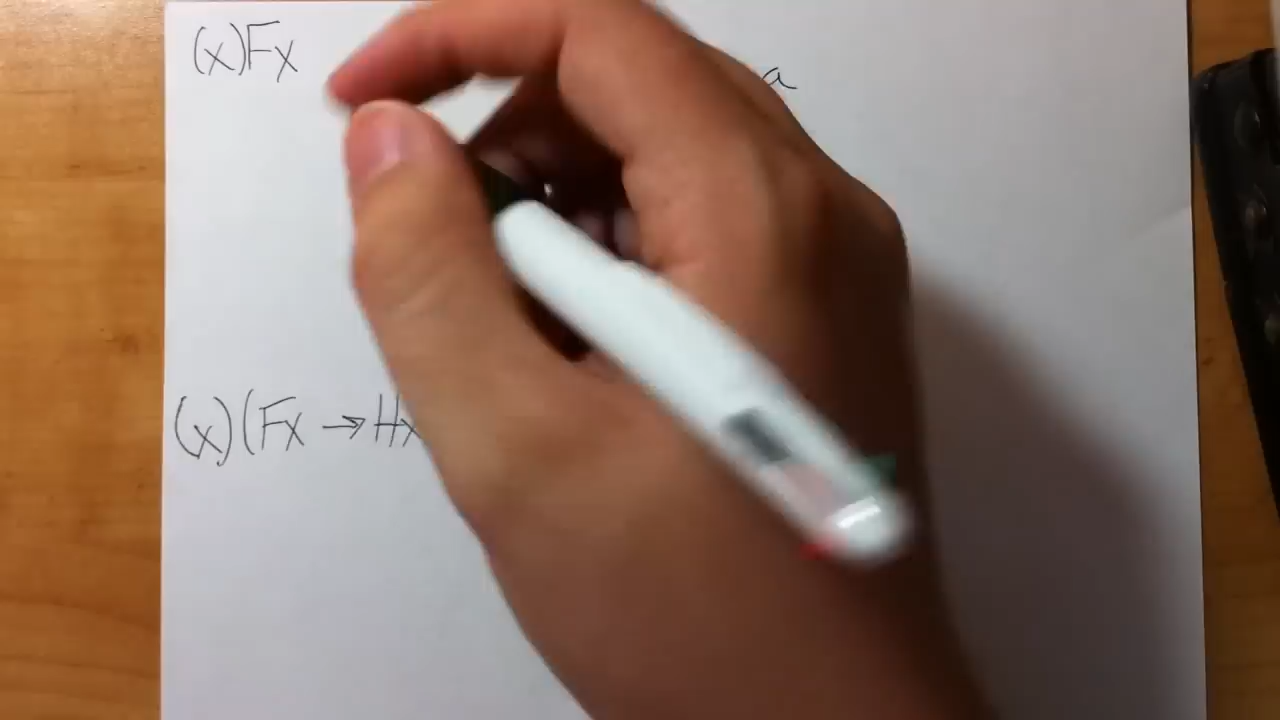 (x)Fx
a
(x)(Fx → Hx